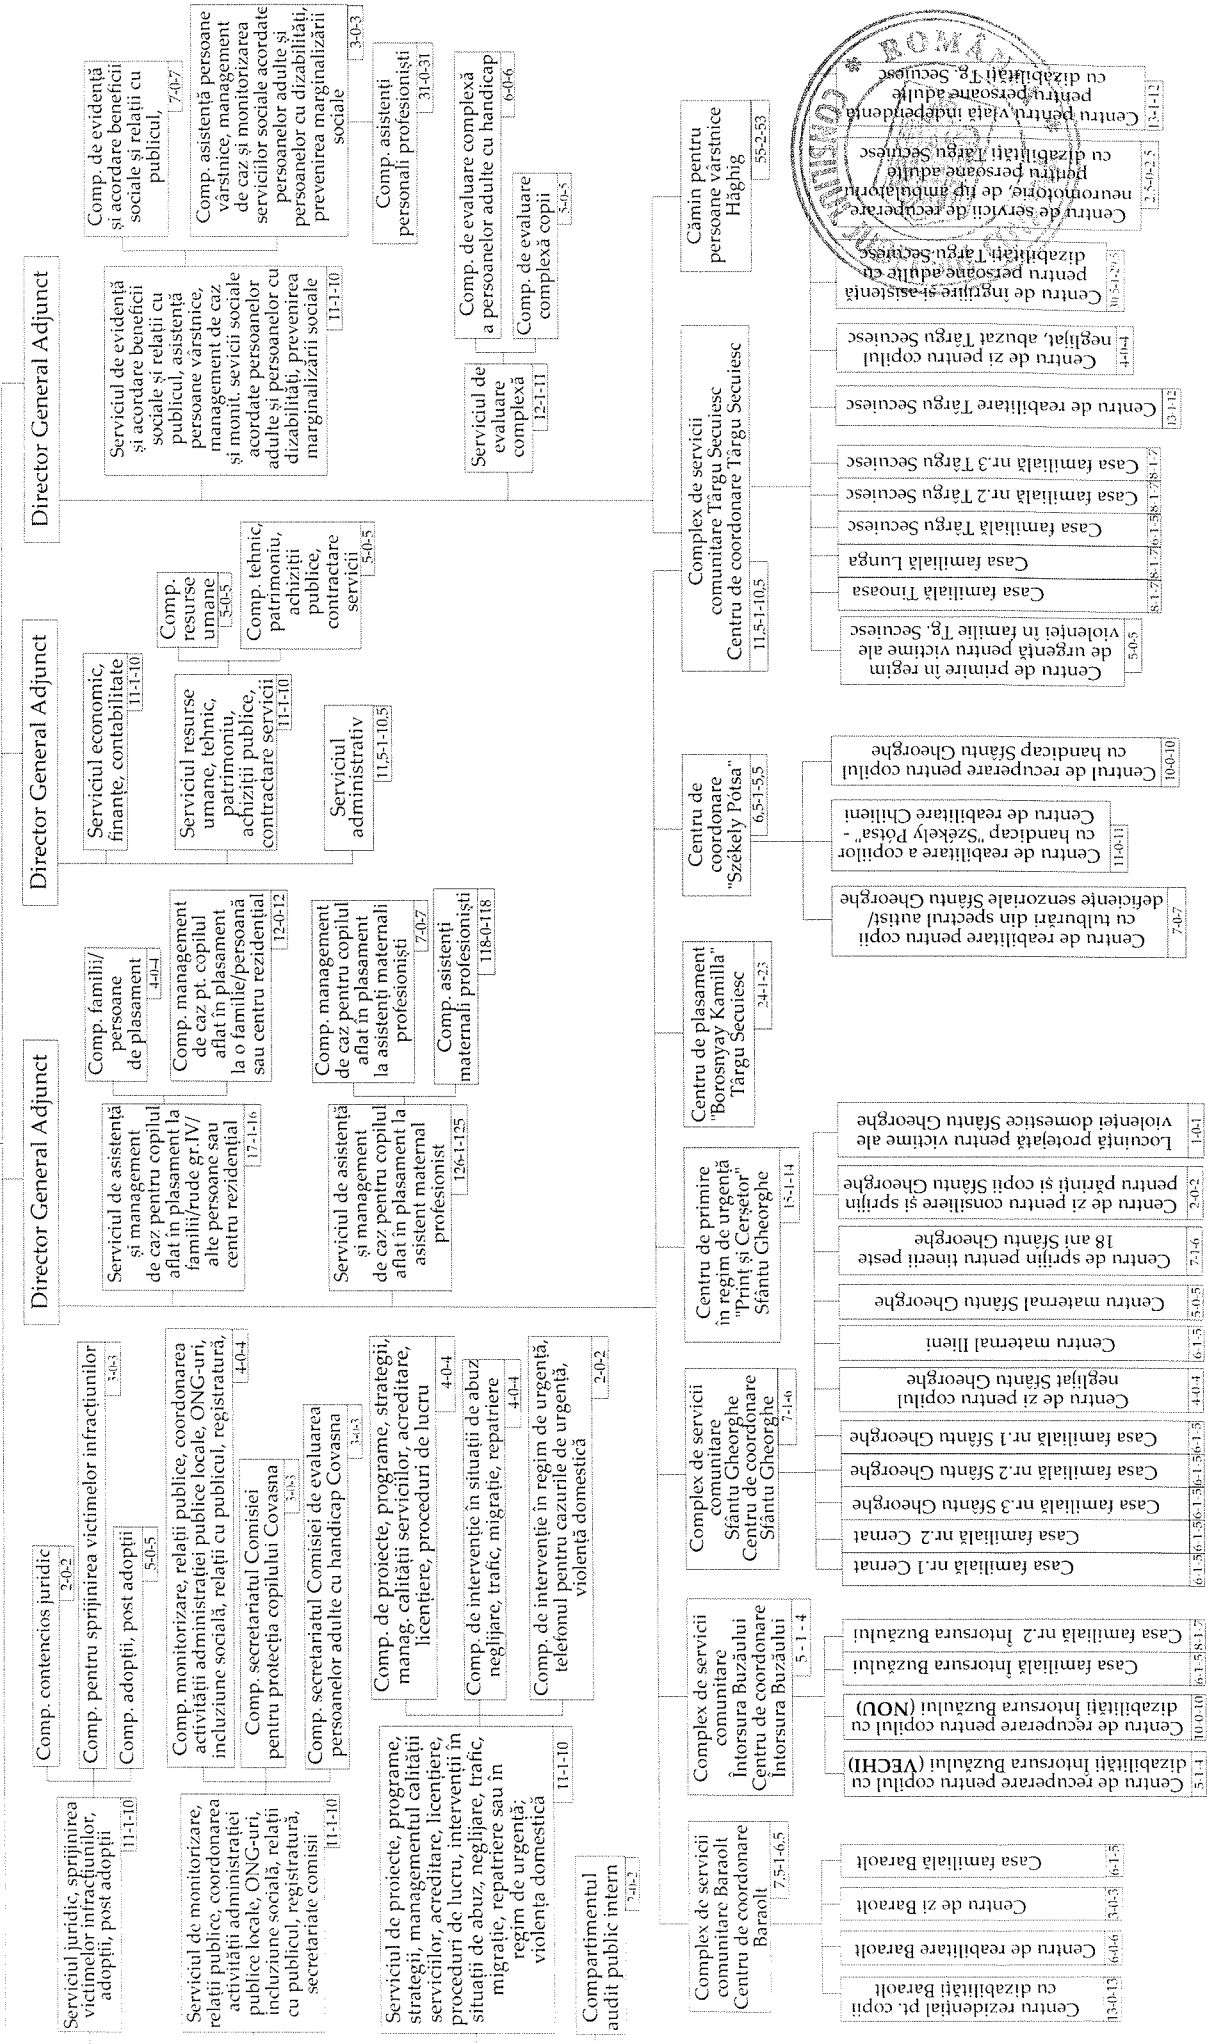 Serviciul juridic, sprijinirea
victimelor infracțiunilor,
adopții, post adopții
11-1-10
Comp. contencios juridic
2-0-2
Comp. pentru sprijinirea victimelor infracțiunilor
3-0-3
Comp. adopții, post adopții
5-0-5
Serviciul de monitorizare,
relații publice, coordonarea
activității administrației
publice locale, ONG-uri,
incluziune socială, relații
cu publicul, registratură,
secretariate comisii
11-1-10
Comp. monitorizare, relații publice, coordonarea
activității administrației publice locale, ONG-uri,
incluziune socială, relații cu publicul, registratură,
4-0-4
Comp. secretariatul Comisiei
pentru protecția copilului Covasna
3-0-3
Comp. secretariatul Comisiei de evaluarea
persoanelor adulte cu handicap Covasna
3-0-3
Serviciul de proiecte, programe,
strategii, managementul calității
serviciilor, acreditare, licențiere,
proceduri de lucru, intervenții în
situații de abuz, neglijare, trafic,
migrație, repatriere sau în
regim de urgență;
violența domestică
11-1-10
Comp. de proiecte, programe, strategii,
mang. calității serviciilor, acreditare,
licențiere, proceduri de lucru
4-0-4
Comp. de intervenție în situații de abuz
neglijare, trafic, migrație, repatriere
4-0-4
Comp. de intervenție în regim de urgență,
telefonul pentru cazurile de urgență,
violență domestică
2-0-2
Compartimentul
audit public intern
2-0-2
Director General Adjunct
Serviciul de asistență
și management
de caz pentru copilul
aflat în plasament la
familii/rude gr.IV/
alte persoane sau
centru rezidențial
17-1-16
Comp. familii/
persoane
de plasament
4-0-4
Comp. management
de caz pt. copilul
aflat în plasament
la o familie/persoană
sau centru rezidențial
12-0-12
Serviciul de asistență
și management
de caz pentru copilul
aflat în plasament la
asistent maternal
profesionist
126-1-125
Comp. management
de caz pentru copilul
aflat în plasament
la asistenți maternali
profesioniști
7-0-7
Comp. asistenți
maternali profesioniști
118-0-118
Director General Adjunct
Serviciul economic,
finanțe, contabilitate
11-1-10
Serviciul resurse
umane, tehnic,
patrimoniu,
achiziții publice,
contractare servicii
11-1-10
Comp.
resurse
umane
5-0-5
Comp. tehnic,
patrimoniu,
achiziții
publice,
contractare
servicii
5-0-5
Serviciul
administrativ
11,5-1-10,5
Director General Adjunct
Serviciul de evidență
și acordare beneficii
sociale și relații cu
publicul, asistență
persoane vârstnice,
management de caz
și monit. sevicii sociale
acordate persoanelor
adulte și persoanelor cu
dizabilități, prevenirea
marginalizării sociale
11-1-10
Comp. de evidență
și acordare beneficii
sociale și relații cu
publicul,
7-0-7
Comp. asistență persoane
vârstnice, management
de caz și monitorizarea
serviciilor sociale acordate
persoanelor adulte și
persoanelor cu dizabilități,
prevenirea marginalizării
sociale
3-0-3
Comp. asistenți
personali profesioniști
31-0-31
Serviciul de
evaluare
complexă
12-1-11
Comp. de evaluare complexă
a persoanelor adulte cu handicap
6-0-6
Comp. de evaluare
complexă copii
5-0-5
Complex de servicii
comunitare Baraolt
Centru de coordonare
Baraolt
7,5-1-6,5
Centru rezidențial pt. copii
cu dizabilități Baraolt
13-0-13
Centru de reabilitare Baraolt
6-0-6
Centru de zi Baraolt
3-0-3
Casa familială Baraolt
6-1-5
Complex de servicii
comunitare
Întorsura Buzăului
Centru de coordonare
Întorsura Buzăului
5 - 1 - 4
Centru de recuperare pentru copilul cu
dizabilități Întorsura Buzăului (VECHI)
5-1-4
Centru de recuperare pentru copilul cu
dizabilități Întorsura Buzăului (NOU)
10-0-10
Casa familială Întorsura Buzăului
6-1-5
Casa familială nr.2 Întorsura Buzăului
8-1-7
Complex de servicii
comunitare
Sfântu Gheorghe
Centru de coordonare
Sfântu Gheorghe
7-1-6
Casa familială nr.1 Cernat
6-1-5
Casa familială nr.2 Cernat
6-1-5
Casa familială nr.3 Sfântu Gheorghe
6-1-5
Casa familială nr.2 Sfântu Gheorghe
6-1-5
Casa familială nr.1 Sfântu Gheorghe
6-1-5
Centru de zi pentru copilul
neglijat Sfântu Gheorghe
4-0-4
Centru maternal Ilieni
6-1-5
Centru maternal Sfântu Gheorghe
5-0-5
Centru de sprijin pentru tinerii peste
18 ani Sfântu Gheorghe
7-1-6
Centru de zi pentru consiliere și sprijin
pentru părinți și copii Sfântu Gheorghe
2-0-2
Locuință protejată pentru victime ale
violenței domestice Sfântu Gheorghe
1-0-1
Centru de primire
în regim de urgență
"Prinț și Cerșetor"
Sfântu Gheorghe
15-1-14
Centru de plasament
"Borosnyay Kamilla"
Târgu Secuiesc
24-1-23
Centru de
coordonare
"Székely Pótsa"
6,5-1-5,5
Centru de reabilitare pentru copii
cu tulburări din spectrul autist/
deficiențe senzoriale Sfântu Gheorghe
7-0-7
Centru de reabilitare a copiilor
cu handicap "Székely Pótsa" -
Centru de reabilitare Chilieni
11-0-11
Centrul de recuperare pentru copilul
cu handicap Sfântu Gheorghe
10-0-10
Complex de servicii
comunitare Târgu Secuiesc
Centru de coordonare Târgu Secuiesc
11,5-1-10,5
Centru de primire în regim
de urgență pentru victime ale
violenței în familie Tg. Secuiesc
5-0-5
Casa familială Tinoasa
8-1-7
Casa familială Lunga
8-1-7
Casa familială Târgu Secuiesc
6-1-5
Casa familială nr.2 Târgu Secuiesc
8-1-7
Casa familială nr.3 Târgu Secuiesc
8-1-7
Centru de reabilitare Târgu Secuiesc
13-1-12
Centru de zi pentru copilul
neglijat, abuzat Târgu Secuiesc
4-0-4
Centru de îngrijire și asistență
pentru persoane adulte cu
dizabilități Târgu Secuiesc
Centru de servicii de recuperare
neuromotorie, de tip ambulatoriu
pentru persoane adulte
cu dizabilități Târgu Secuiesc
2,5-0-2,5
Centru pentru viață independentă
pentru persoane adulte
cu dizabilități Tg. Secuiesc
13-1-12
Cămin pentru
persoane vârstnice
Hăghig
55-2-53
ROMÂNIA